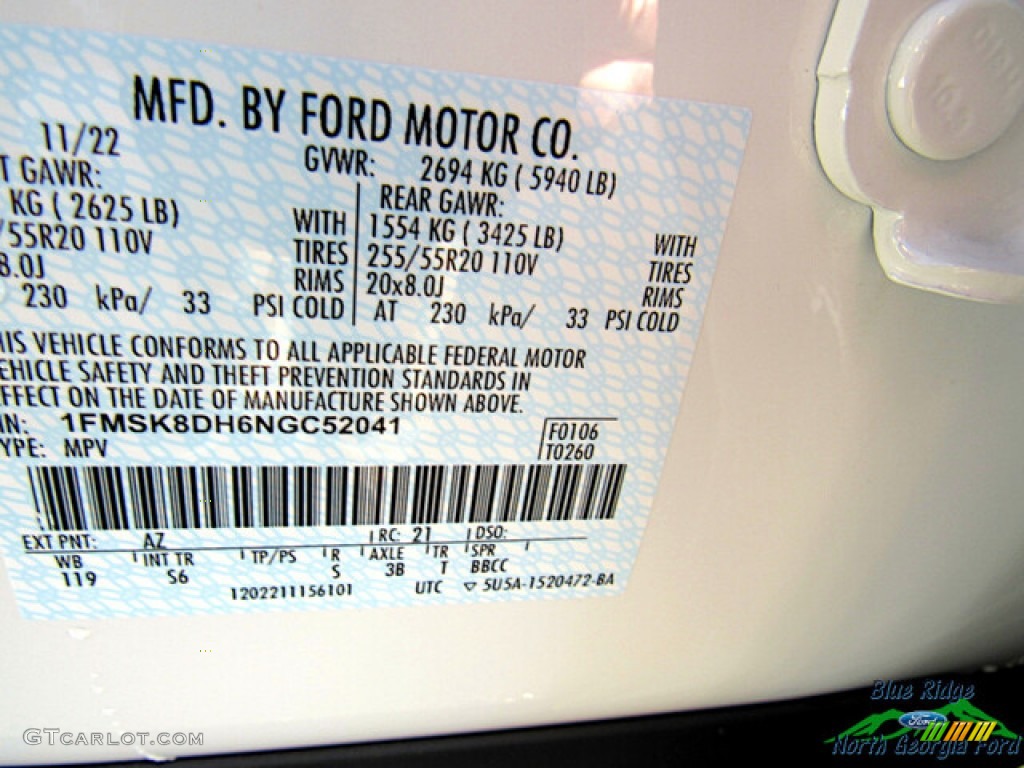 MFD. BY FORD MOTOR CO.
11/22 GVWR: 2694 KG ( 5940 LB)
T GAWR: REAR GAWR:
KG ( 2625 LB) WITH 1554 KG ( 3425 LB) WITH
/55R20 110V TIRES 255/55R20 110V TIRES
8.0J RIMS 20x8.0J RIMS
230 kPa/ 33 PSI COLD AT 230 kPa/ 33 PSI COLD
HIS VEHICLE CONFORMS TO ALL APPLICABLE FEDERAL MOTOR
EHICLE SAFETY AND THEFT PREVENTION STANDARDS IN
FFECT ON THE DATE OF MANUFACTURE SHOWN ABOVE.
IN: 1FMSK8DH6NGC52041 F0106
YPE: MPV T0260
EXT PNT: AZ RC: 21 DSO:
WB INT TR TP/PS R AXLE TR SPR
119 S6 S 3B T BBCC
1202211156101 UTC 5U5A-1520472-BA
GTCARLOT.COM
Blue Ridge
Ford
North Georgia Ford